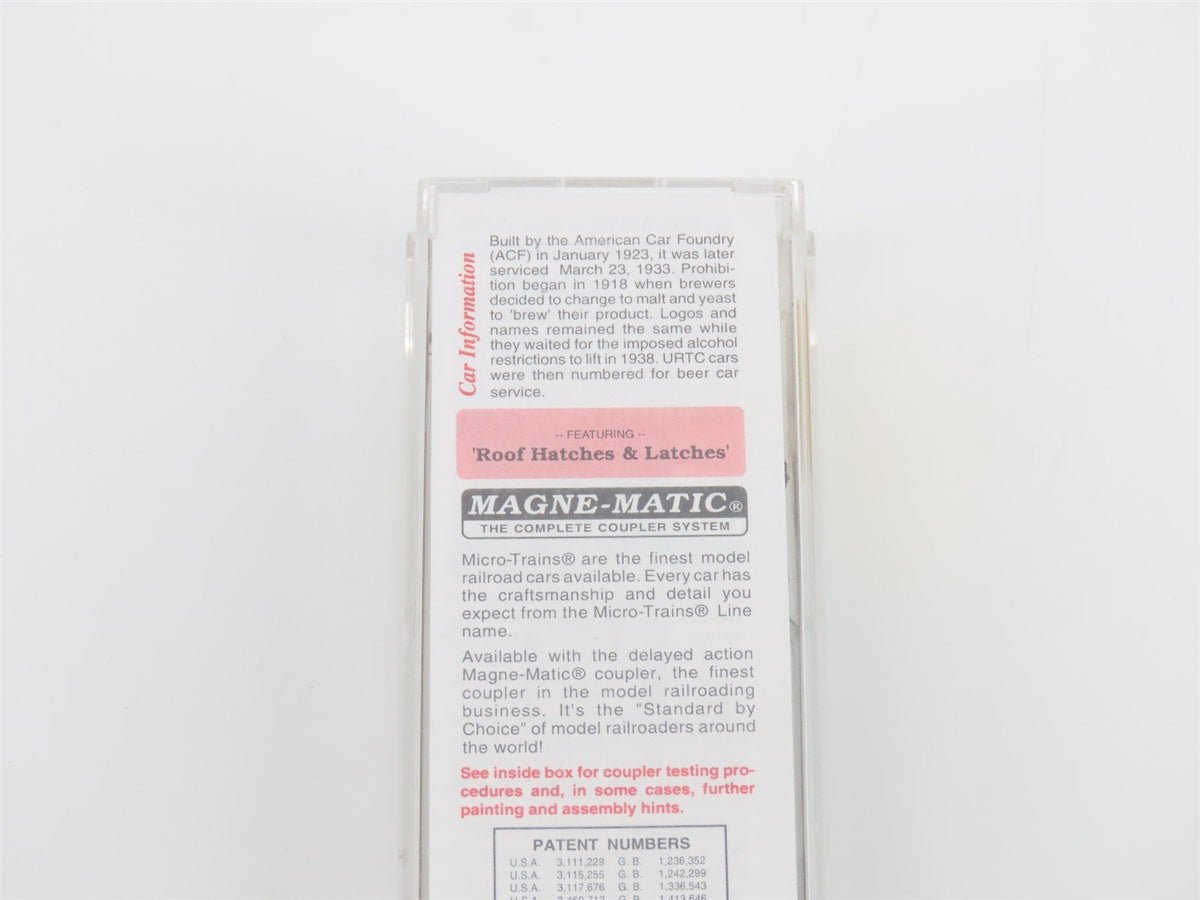 Car Information
Built by the American Car Foundry
(ACF) in January 1923, it was later
serviced March 23, 1933. Prohibi-
tion began in 1918 when brewers
decided to change to malt and yeast
to 'brew' their product. Logos and
names remained the same while
they waited for the imposed alcohol
restrictions to lift in 1938. URTC cars
were then numbered for beer car
service.
-- FEATURING --
'Roof Hatches & Latches'
MAGNE-MATIC®
THE COMPLETE COUPLER SYSTEM
Micro-Trains® are the finest model
railroad cars available. Every car has
the craftsmanship and detail you
expect from the Micro-Trains® Line
name.
Available with the delayed action
Magne-Matic® coupler, the finest
coupler in the model railroading
business. It's the "Standard by
Choice" of model railroaders around
the world!
See inside box for coupler testing pro-
cedures and, in some cases, further
painting and assembly hints.
PATENT NUMBERS
U.S.A. 3,111,229 G. B. 1,236,352
U.S.A. 3,115,255 G. B. 1,242,299
U.S.A. 3,117,676 G. B. 1,336,543
U.S.A. 3,469,713 G. B. 1,413,646